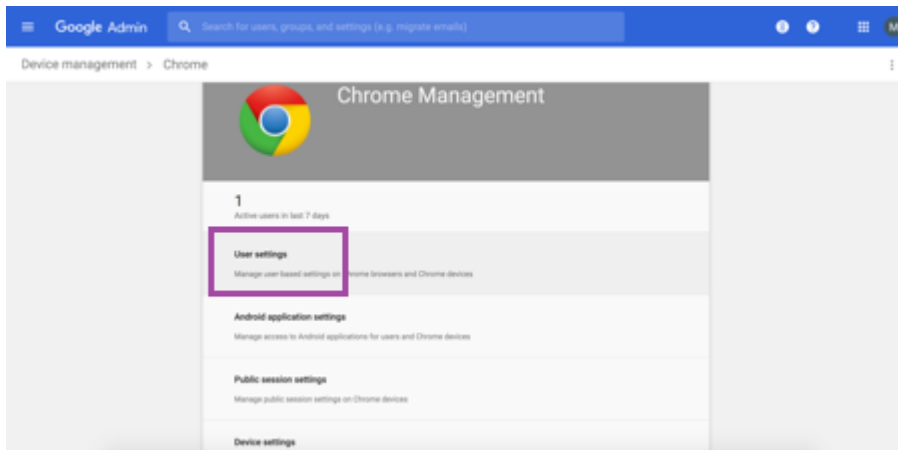 Google Admin
Search for users, groups, and settings (e.g. migrate emails)
Device management > Chrome
Chrome Management
1
Active users in last 7 days
User settings
Manage user-based settings on Chrome browsers and Chrome devices
Android application settings
Manage access to Android applications for users and Chrome devices
Public session settings
Manage public session settings on Chrome devices
Device settings